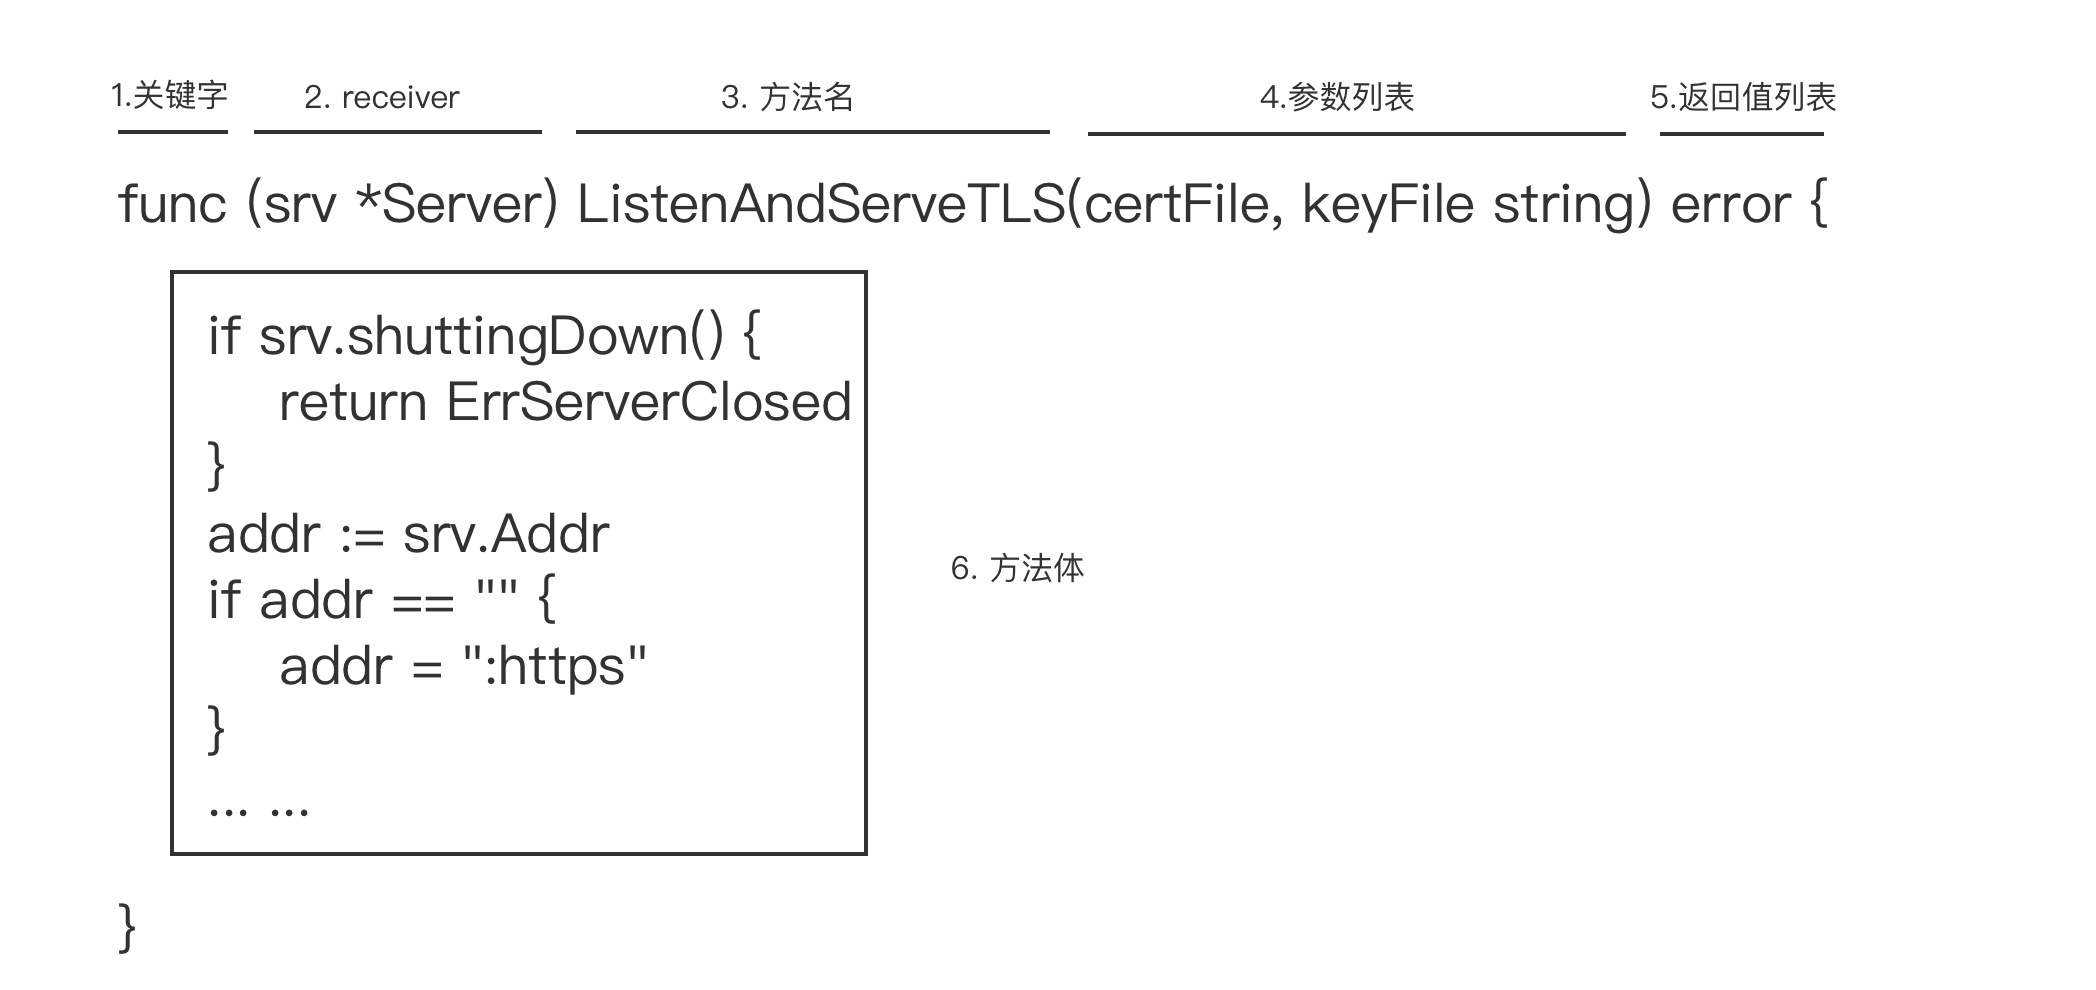 1.关键字 2. receiver 3. 方法名 4.参数列表 5.返回值列表
func (srv *Server) ListenAndServeTLS(certFile, keyFile string) error {
if srv.shuttingDown() {
return ErrServerClosed
}
addr := srv.Addr
if addr == "" {
addr = ":https"
}
... ...
6. 方法体
}